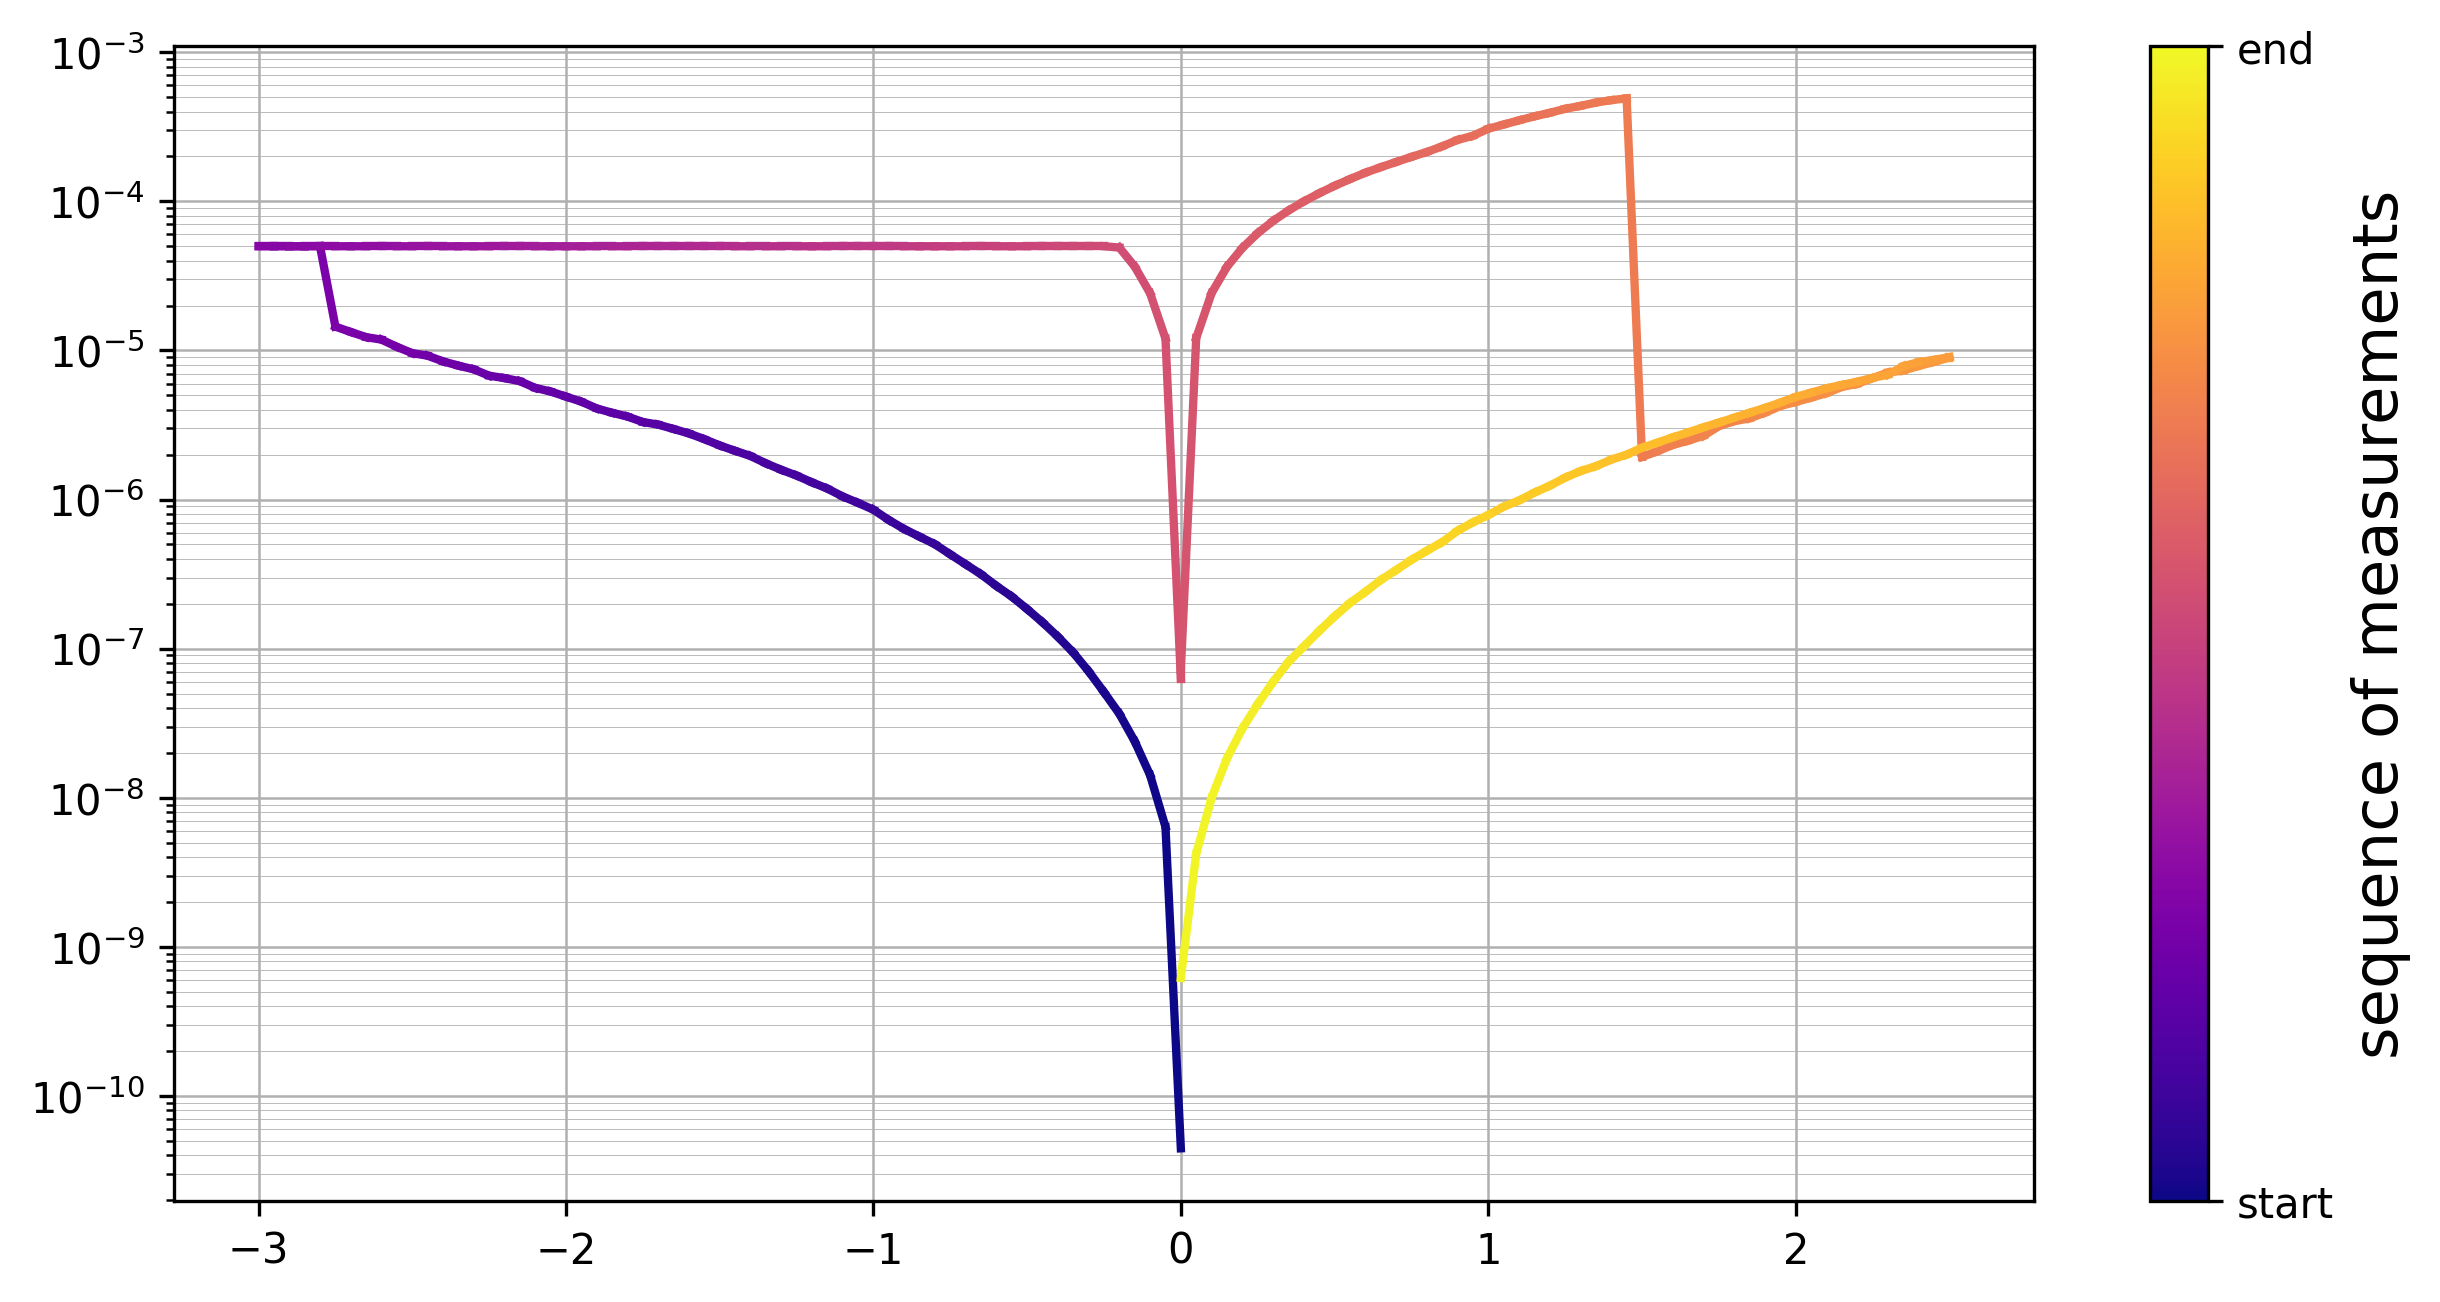 10⁻³
10⁻⁴
10⁻⁵
10⁻⁶
10⁻⁷
10⁻⁸
10⁻⁹
10⁻¹⁰
−3 −2 −1 0 1 2
end
start
sequence of measurements